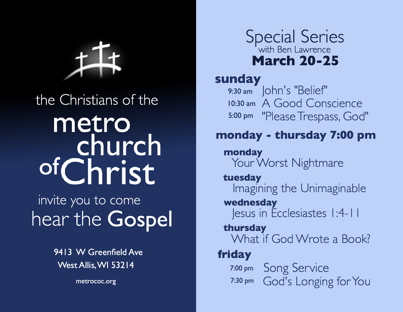 the Christians of the
metro
church
of Christ
invite you to come
hear the Gospel
9413 W Greenfield Ave
West Allis, WI 53214
metrococ.org
Special Series
with Ben Lawrence
March 20-25
sunday
9:30 am John's "Belief"
10:30 am A Good Conscience
5:00 pm "Please Trespass, God"
monday - thursday 7:00 pm
monday
Your Worst Nightmare
tuesday
Imagining the Unimaginable
wednesday
Jesus in Ecclesiastes 1:4-11
thursday
What if God Wrote a Book?
friday
7:00 pm Song Service
7:30 pm God's Longing for You